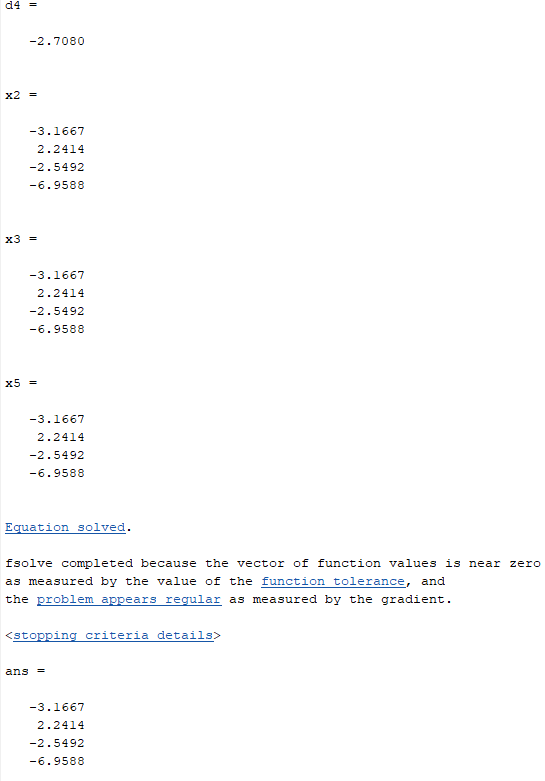 d4 =
-2.7080
x2 =
-3.1667
2.2414
-2.5492
-6.9588
x3 =
-3.1667
2.2414
-2.5492
-6.9588
x5 =
-3.1667
2.2414
-2.5492
-6.9588
Equation solved.
fsolve completed because the vector of function values is near zero
as measured by the value of the function tolerance, and
the problem appears regular as measured by the gradient.
<stopping criteria details>
ans =
-3.1667
2.2414
-2.5492
-6.9588